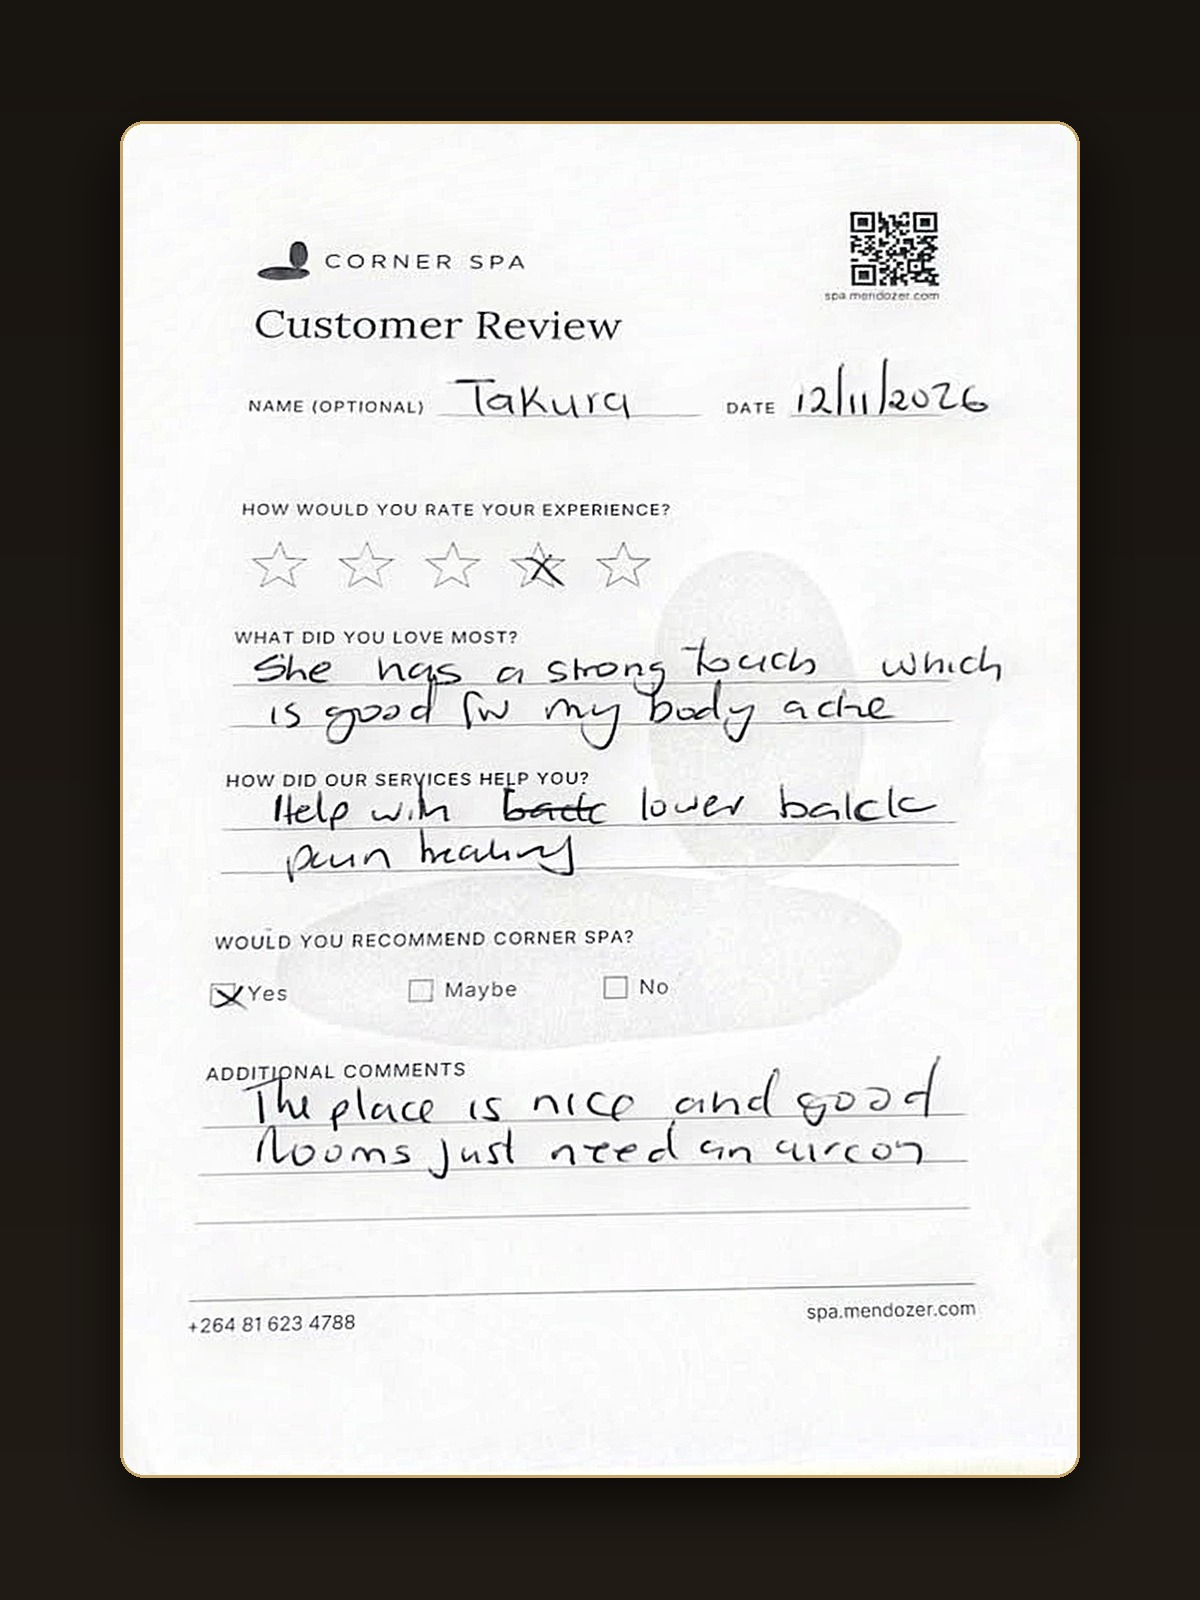 CORNER SPA
spa.mendozer.com
Customer Review
NAME (OPTIONAL) Takura DATE 12/11/2026
HOW WOULD YOU RATE YOUR EXPERIENCE?
WHAT DID YOU LOVE MOST?
She has a strong touch which
is good for my body ache
HOW DID OUR SERVICES HELP YOU?
Help with back lower balck
pain healing
WOULD YOU RECOMMEND CORNER SPA?
Yes Maybe No
ADDITIONAL COMMENTS
The place is nice and good
Rooms just need an aircon
+264 81 623 4788 spa.mendozer.com